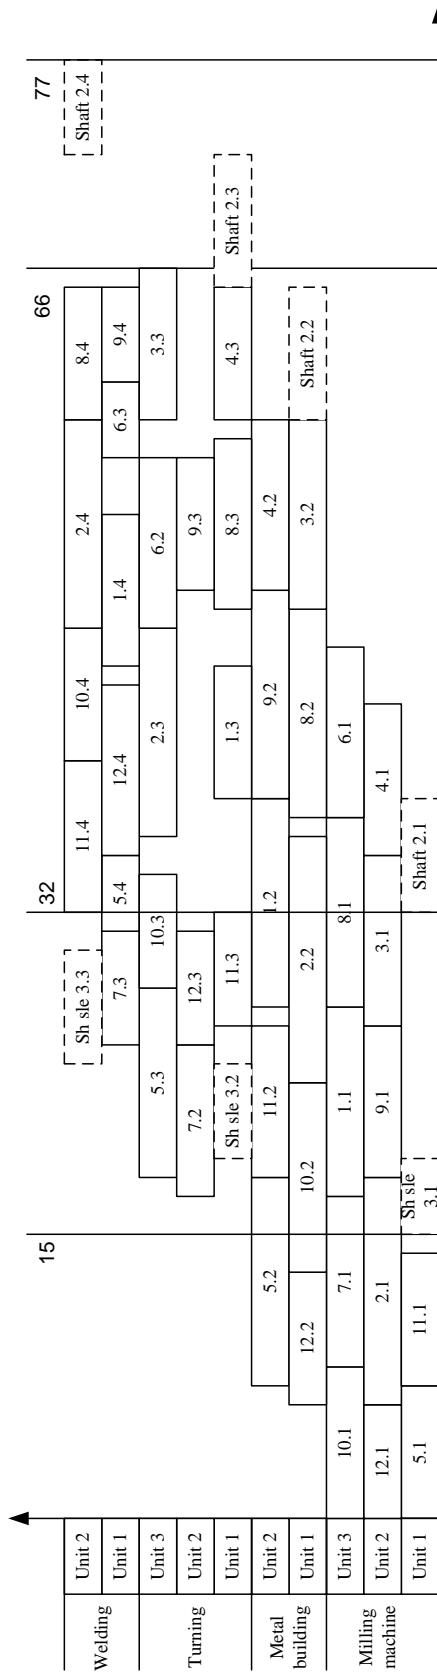 15
32
66
77
Welding
Unit 2
11.4
10.4
2.4
8.4
Sh sle 3.3
Shaft 2.4
Unit 1
7.3
5.4
12.4
1.4
6.3
9.4
Turning
Unit 3
5.3
10.3
2.3
6.2
3.3
Unit 2
7.2
12.3
9.3
Unit 1
Sh sle 3.2
11.3
1.3
8.3
4.3
Shaft 2.3
Metal
building
Unit 2
5.2
11.2
1.2
9.2
4.2
Unit 1
12.2
10.2
2.2
8.2
3.2
Shaft 2.2
Milling
machine
Unit 3
10.1
7.1
1.1
8.1
6.1
Unit 2
12.1
2.1
9.1
3.1
4.1
Unit 1
5.1
11.1
Sh sle
3.1
Shaft 2.1